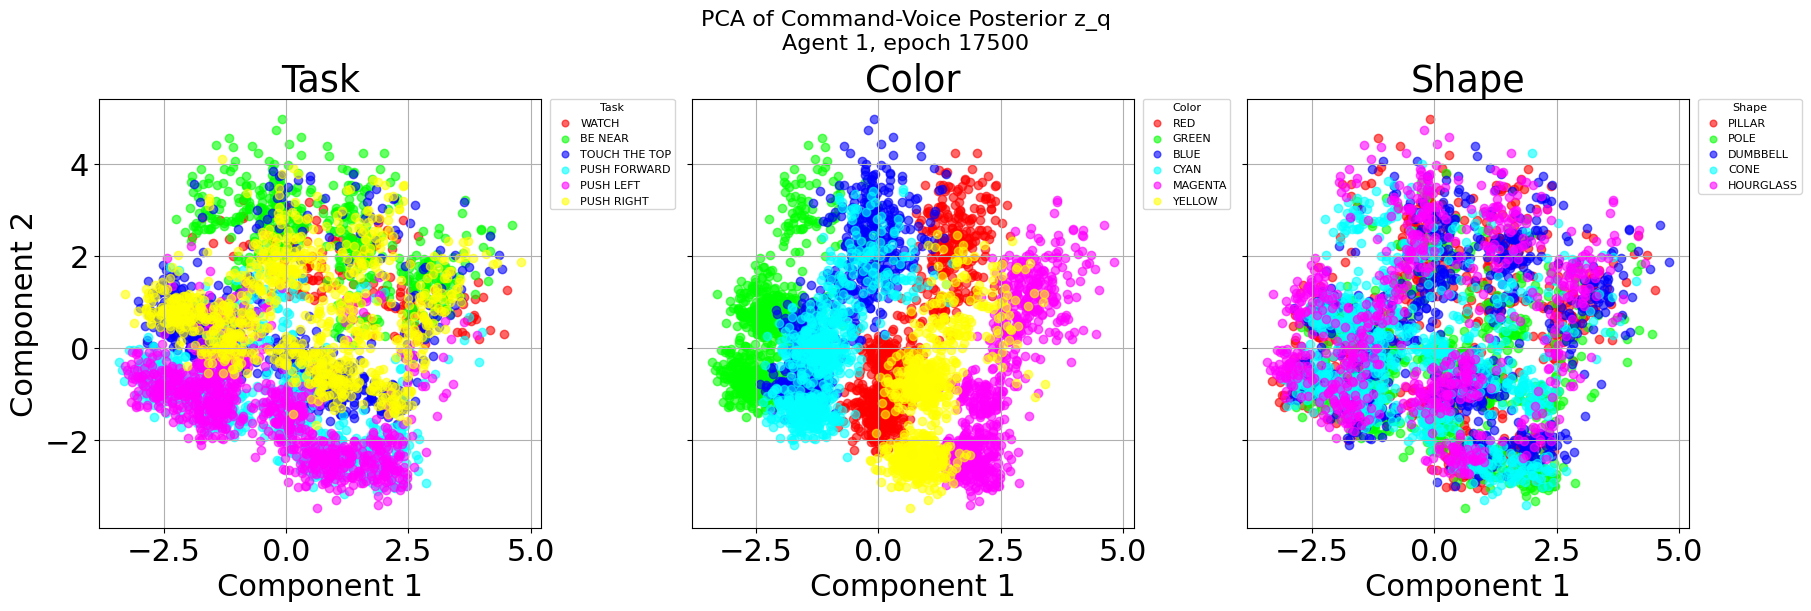 PCA of Command-Voice Posterior z_q
Agent 1, epoch 17500
Task
Color
Shape
Component 2
4
2
0
−2
−2.5 0.0 2.5 5.0
Component 1
Task
WATCH
BE NEAR
TOUCH THE TOP
PUSH FORWARD
PUSH LEFT
PUSH RIGHT
−2.5 0.0 2.5 5.0
Component 1
Color
RED
GREEN
BLUE
CYAN
MAGENTA
YELLOW
−2.5 0.0 2.5 5.0
Component 1
Shape
PILLAR
POLE
DUMBBELL
CONE
HOURGLASS